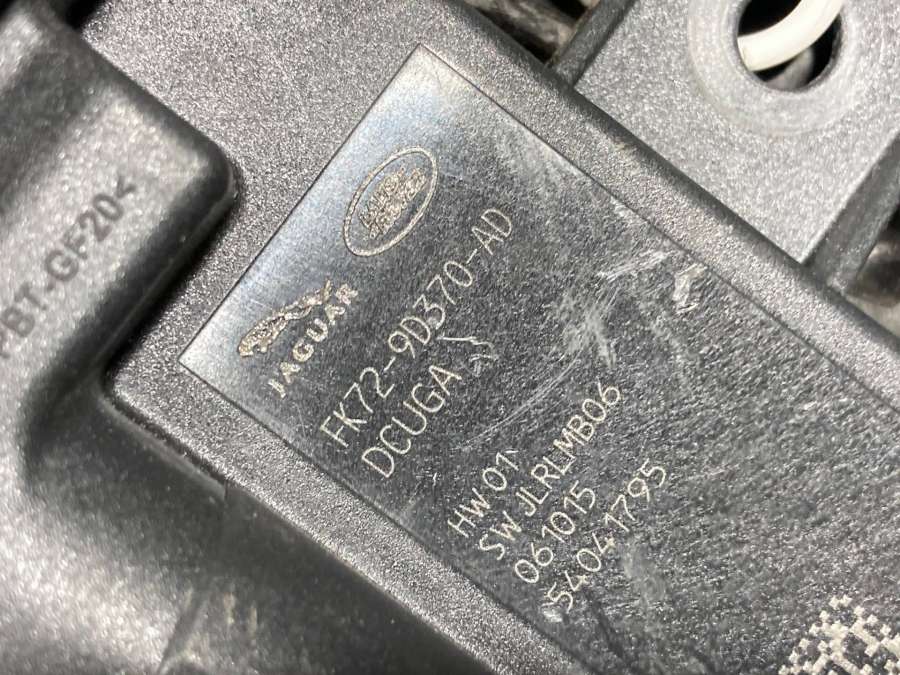 JAGUAR
FK72-9D370-AD
DCUGA
HW 01
SW JLRLMB06
061015
54041795
PBT-GF20<